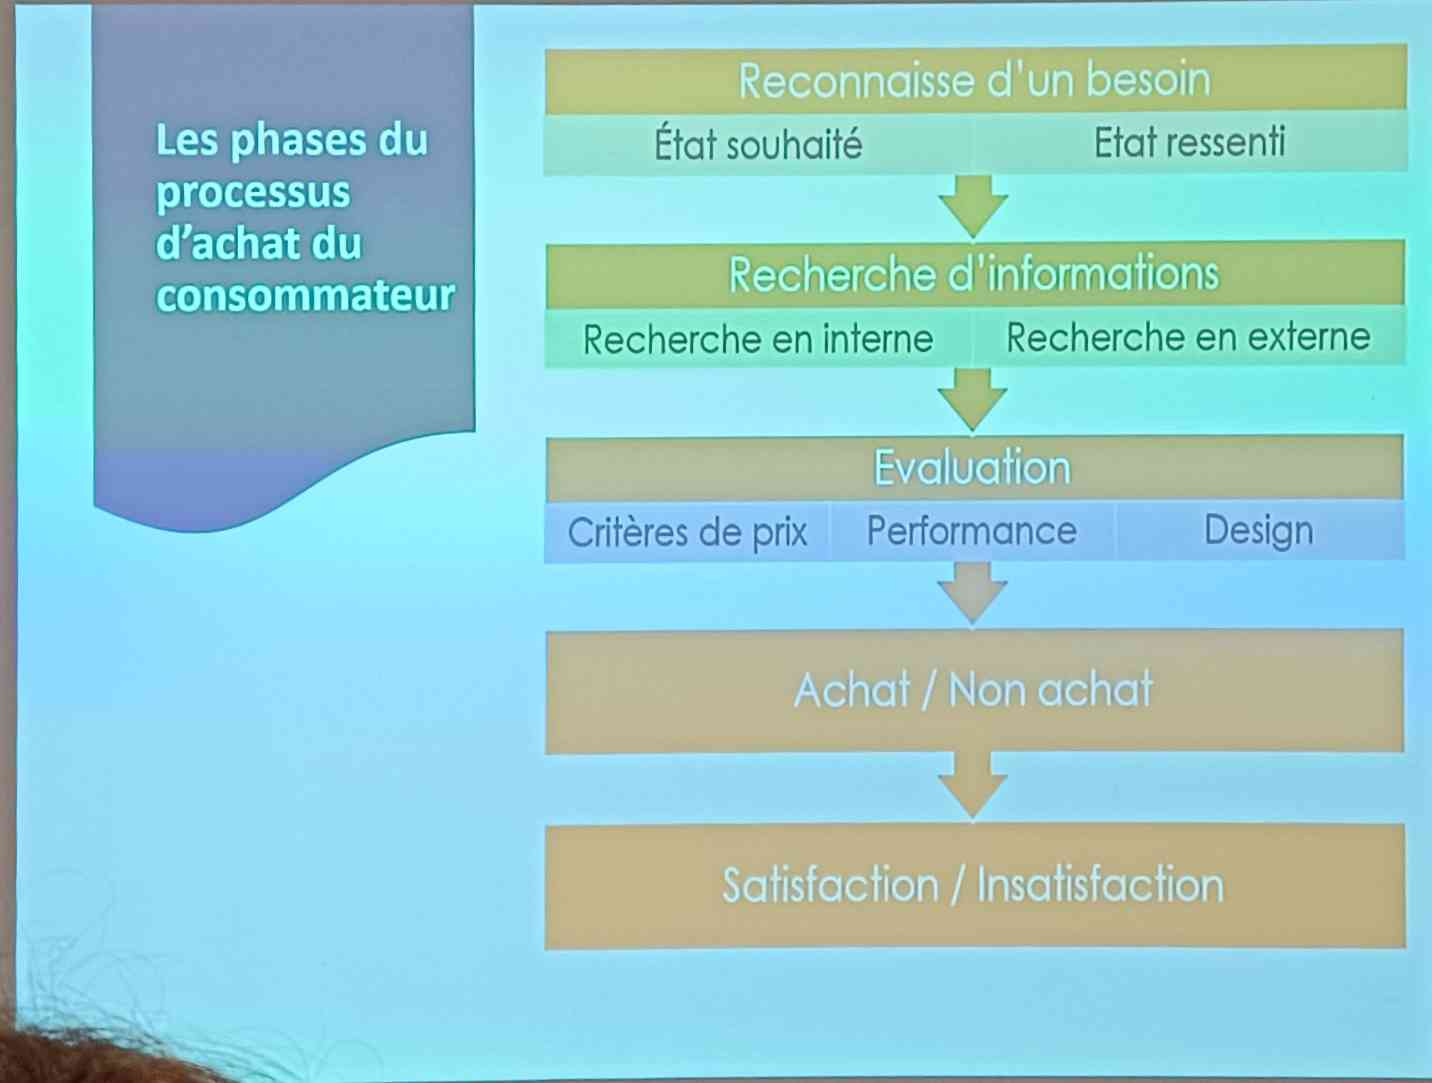 Les phases du
processus
d'achat du
consommateur
Reconnaisse d'un besoin
État souhaité
Etat ressenti
Recherche d'informations
Recherche en interne
Recherche en externe
Evaluation
Critères de prix
Performance
Design
Achat / Non achat
Satisfaction / Insatisfaction